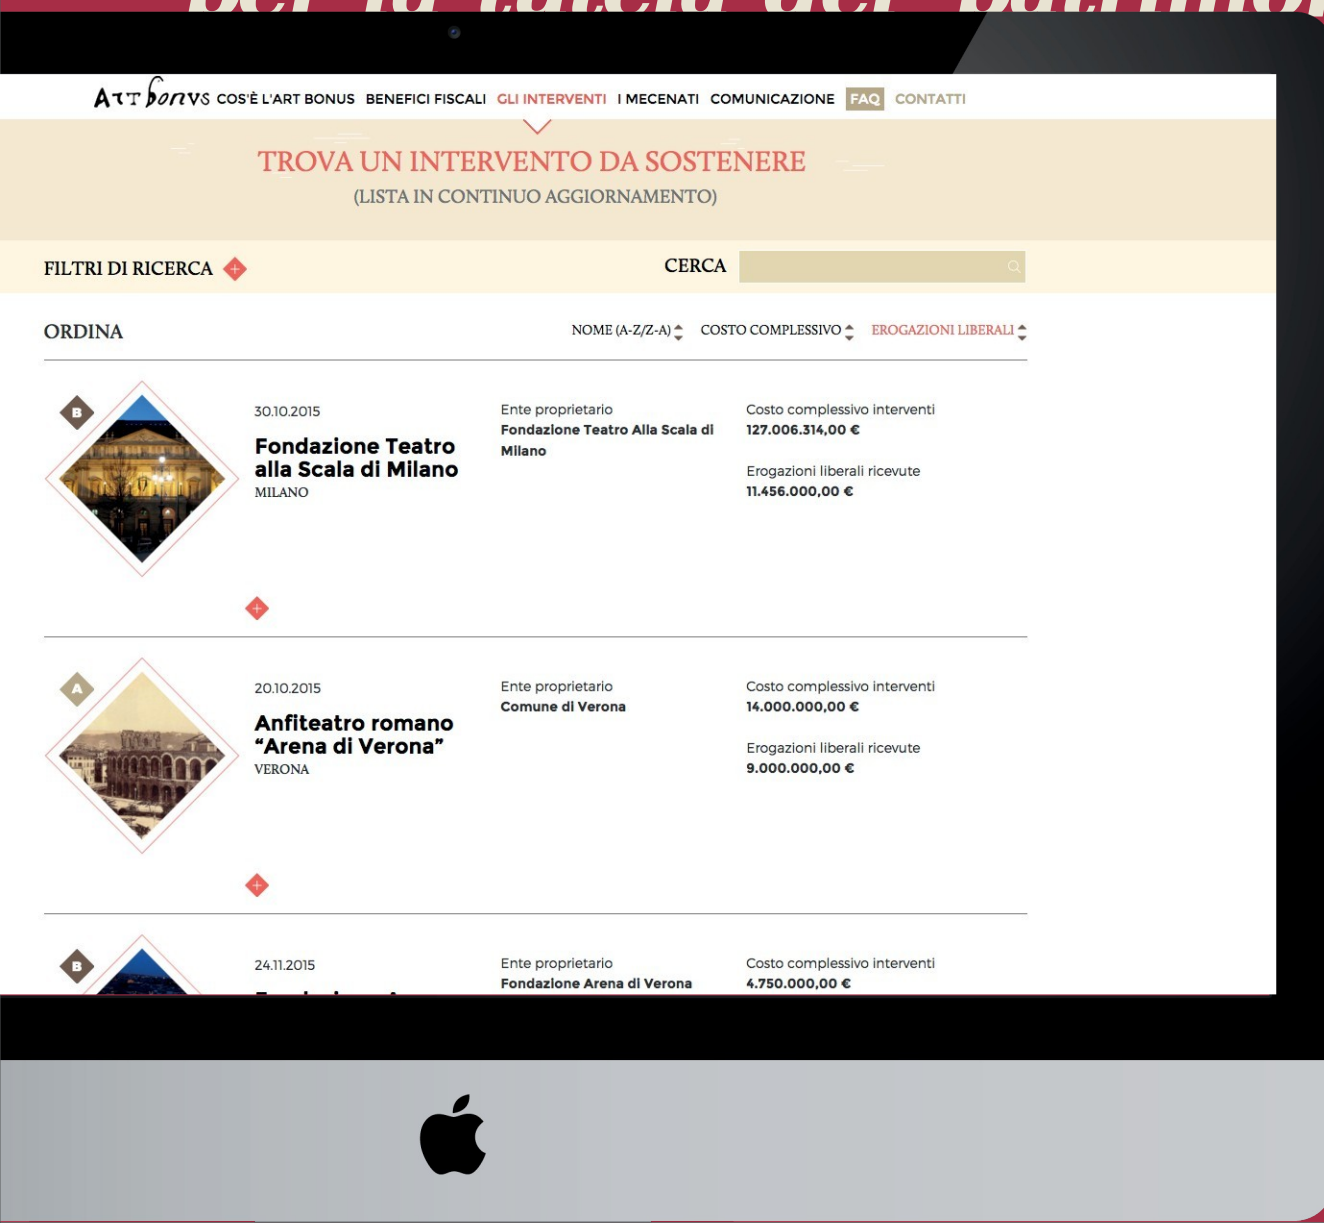 Art bonus COS'È L'ART BONUS BENEFICI FISCALI GLI INTERVENTI I MECENATI COMUNICAZIONE FAQ CONTATTI
TROVA UN INTERVENTO DA SOSTENERE
(LISTA IN CONTINUO AGGIORNAMENTO)
FILTRI DI RICERCA + CERCA
ORDINA NOME (A-Z/Z-A) COSTO COMPLESSIVO EROGAZIONI LIBERALI
B
30.10.2015
Fondazione Teatro
alla Scala di Milano
MILANO
Ente proprietario
Fondazione Teatro Alla Scala di
Milano
Costo complessivo interventi
127.006.314,00 €
Erogazioni liberali ricevute
11.456.000,00 €
+
A
20.10.2015
Anfiteatro romano
“Arena di Verona”
VERONA
Ente proprietario
Comune di Verona
Costo complessivo interventi
14.000.000,00 €
Erogazioni liberali ricevute
9.000.000,00 €
+
B
24.11.2015
Ente proprietario
Fondazione Arena di Verona
Costo complessivo interventi
4.750.000,00 €